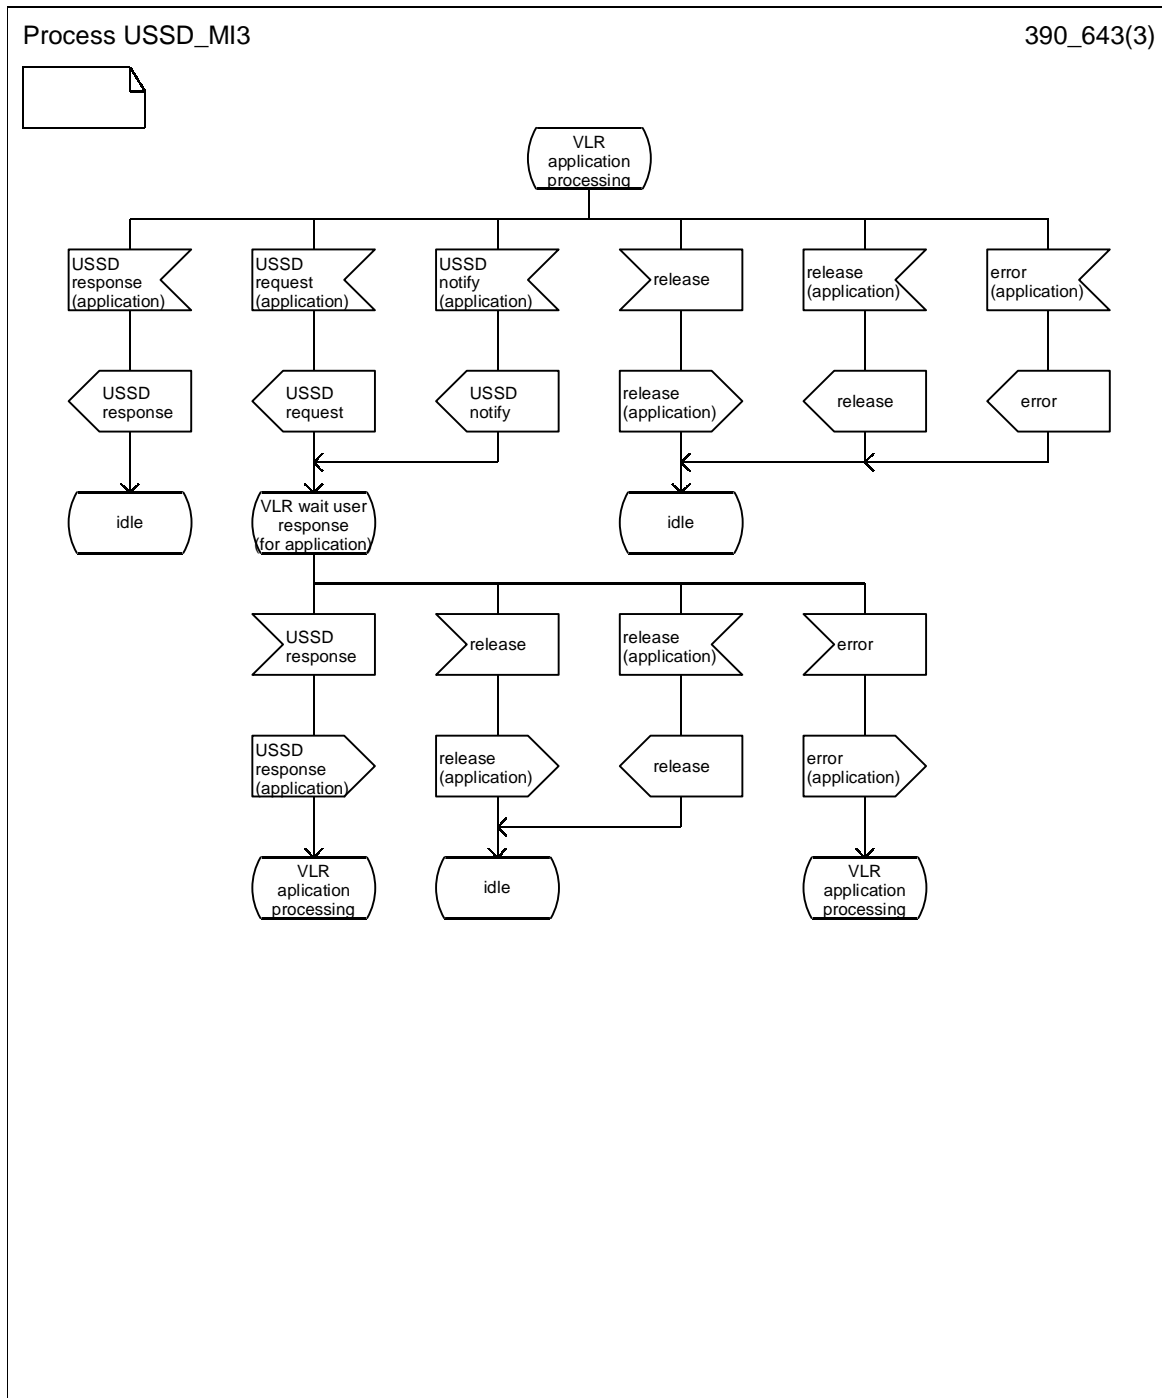 Process USSD_MI3
390_643(3)
VLR
application
processing
USSD
response
(application)
USSD
request
(application)
USSD
notify
(application)
release
release
(application)
error
(application)
USSD
response
USSD
request
USSD
notify
release
(application)
release
error
idle
VLR wait user
response
(for application)
idle
USSD
response
release
release
(application)
error
USSD
response
(application)
release
(application)
release
error
(application)
VLR
aplication
processing
idle
VLR
application
processing